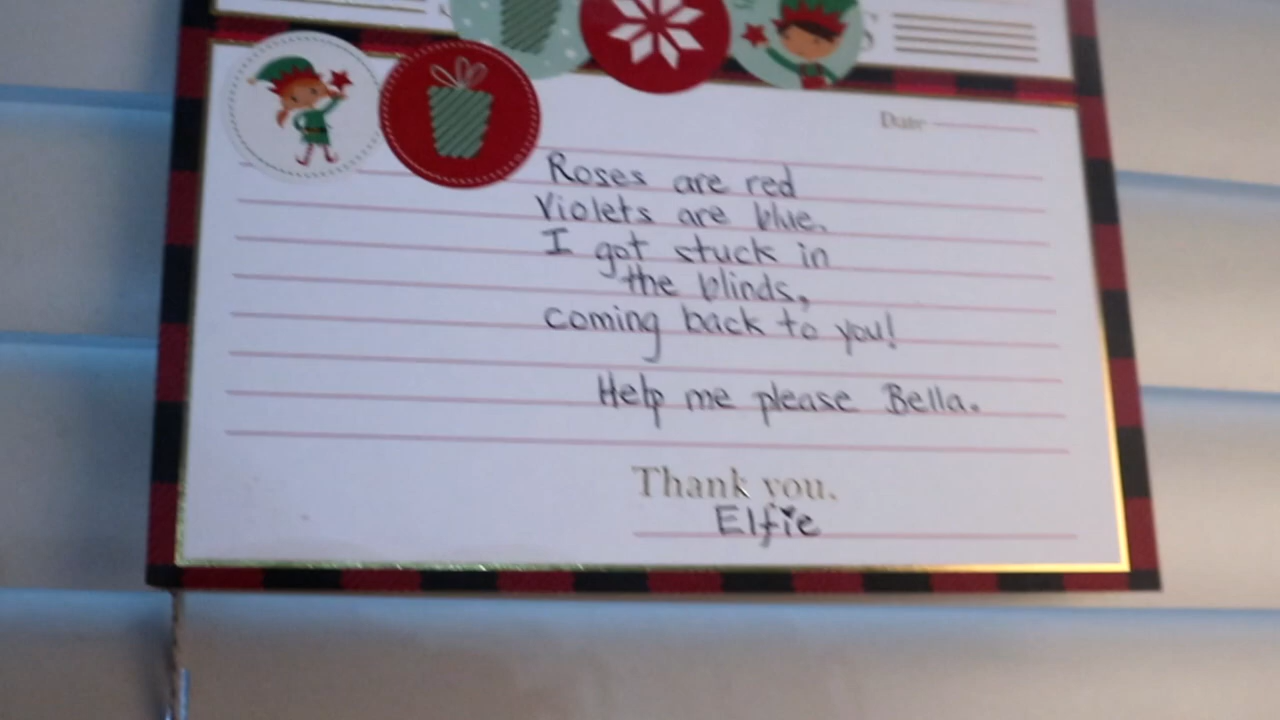 Date
Roses are red
Violets are blue.
I got stuck in
the blinds,
coming back to you!
Help me please Bella.
Thank you.
Elfie